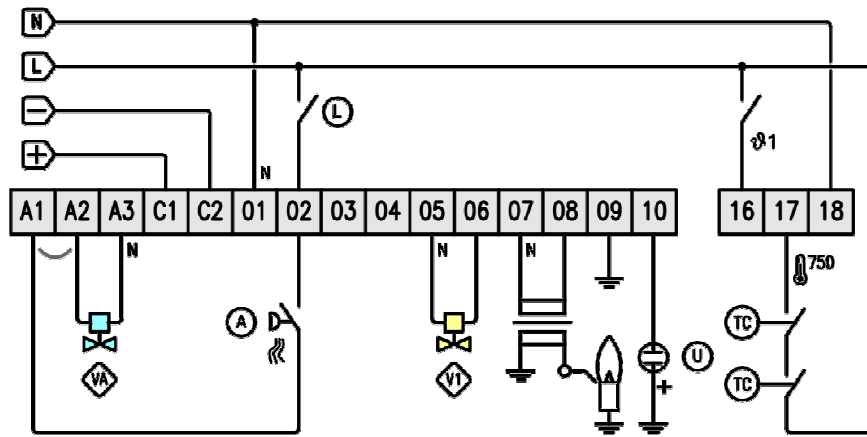 N
L
−
L
+
ϑ1
N
A1 A2 A3 C1 C2 01 02 03 04 05 06 07 08 09 10 16 17 18
N N N
750
A TC
U
VA V1
+
TC